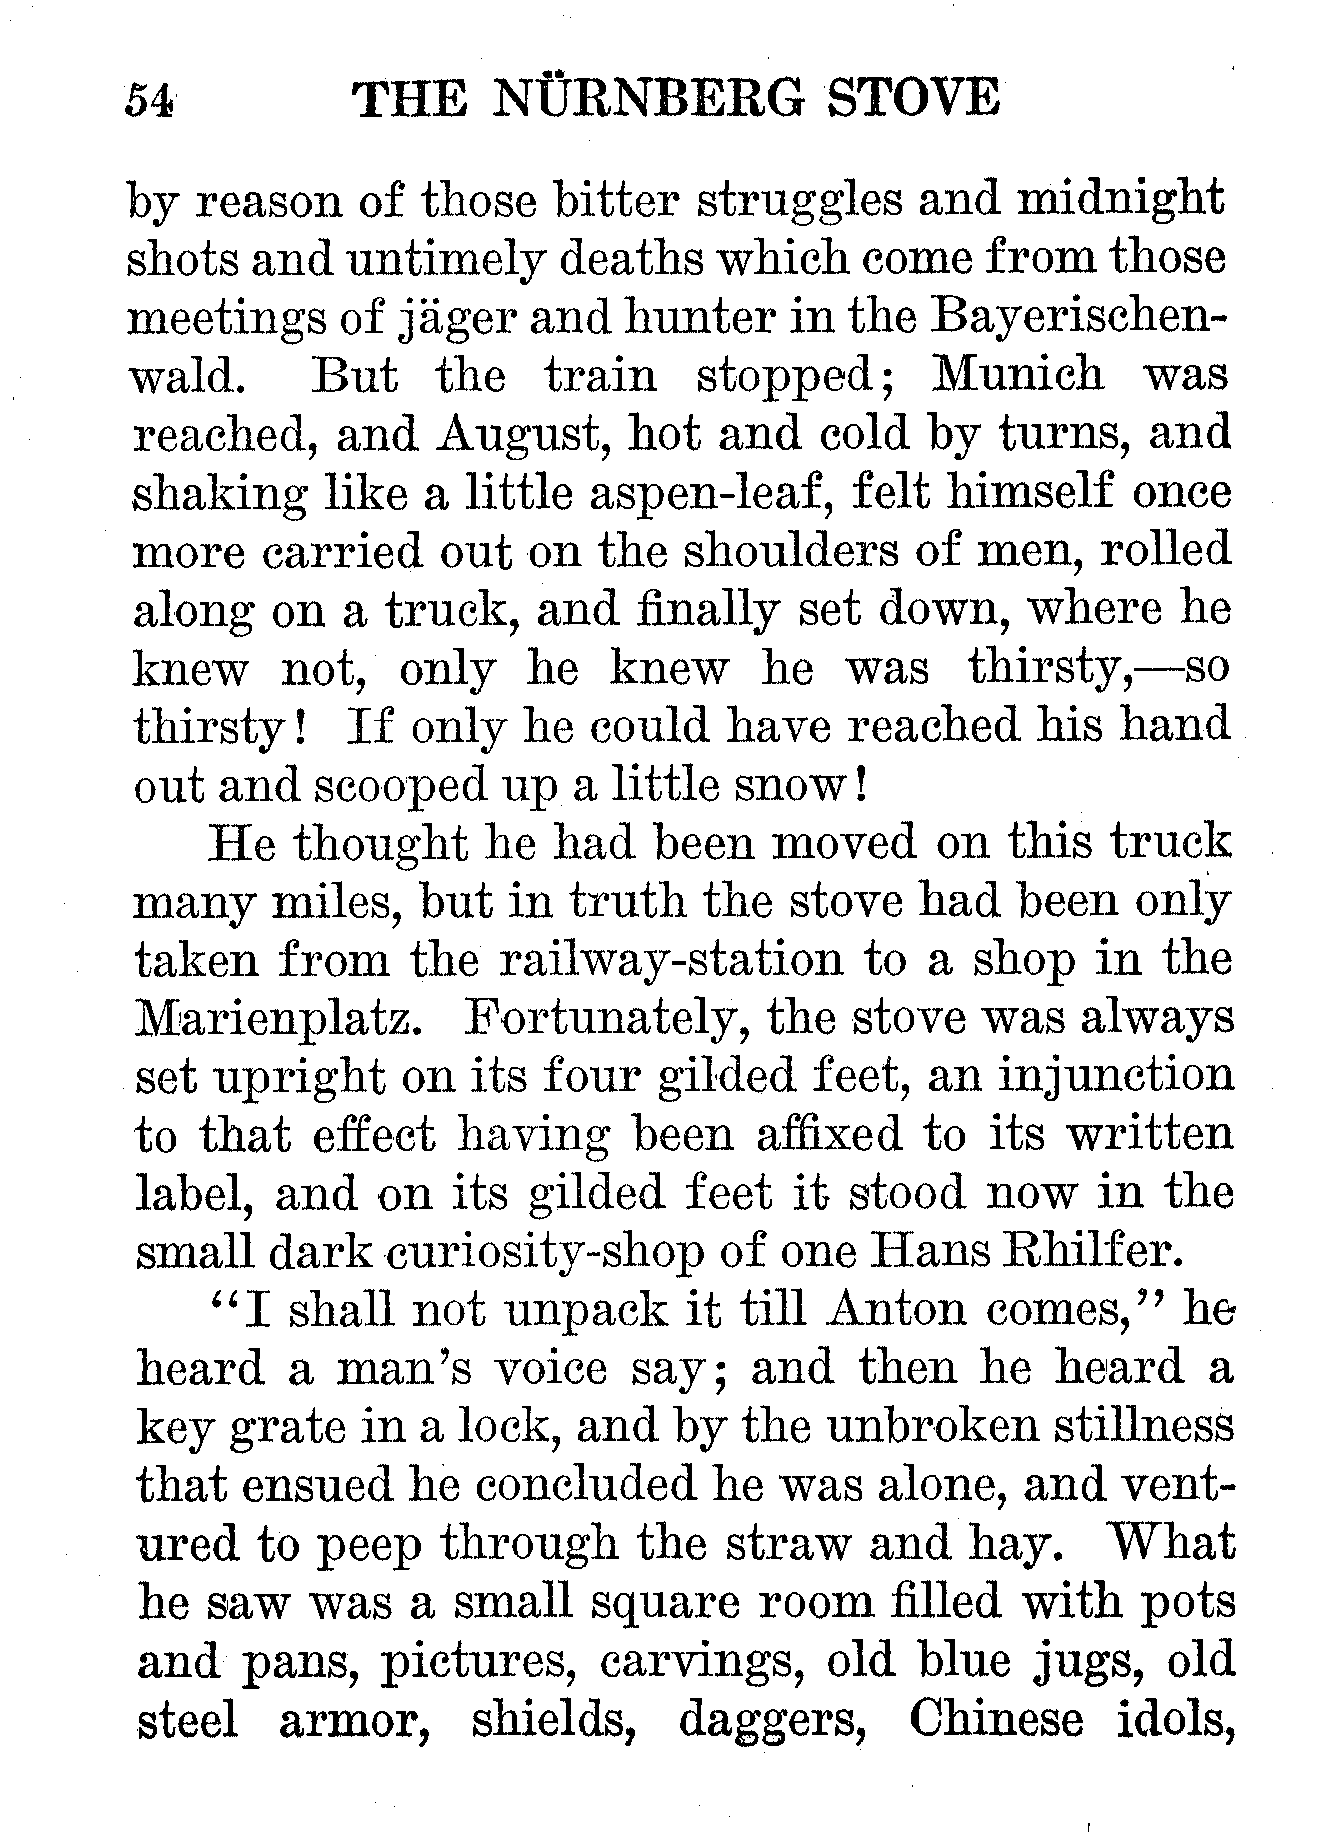 54 THE NÜRNBERG STOVE
by reason of those bitter struggles and midnight
shots and untimely deaths which come from those
meetings of jäger and hunter in the Bayerischen-
wald. But the train stopped; Munich was
reached, and August, hot and cold by turns, and
shaking like a little aspen-leaf, felt himself once
more carried out on the shoulders of men, rolled
along on a truck, and finally set down, where he
knew not, only he knew he was thirsty,—so
thirsty! If only he could have reached his hand
out and scooped up a little snow!
He thought he had been moved on this truck
many miles, but in truth the stove had been only
taken from the railway-station to a shop in the
Marienplatz. Fortunately, the stove was always
set upright on its four gilded feet, an injunction
to that effect having been affixed to its written
label, and on its gilded feet it stood now in the
small dark curiosity-shop of one Hans Rhilfer.
“I shall not unpack it till Anton comes,” he
heard a man’s voice say; and then he heard a
key grate in a lock, and by the unbroken stillness
that ensued he concluded he was alone, and vent-
ured to peep through the straw and hay. What
he saw was a small square room filled with pots
and pans, pictures, carvings, old blue jugs, old
steel armor, shields, daggers, Chinese idols,